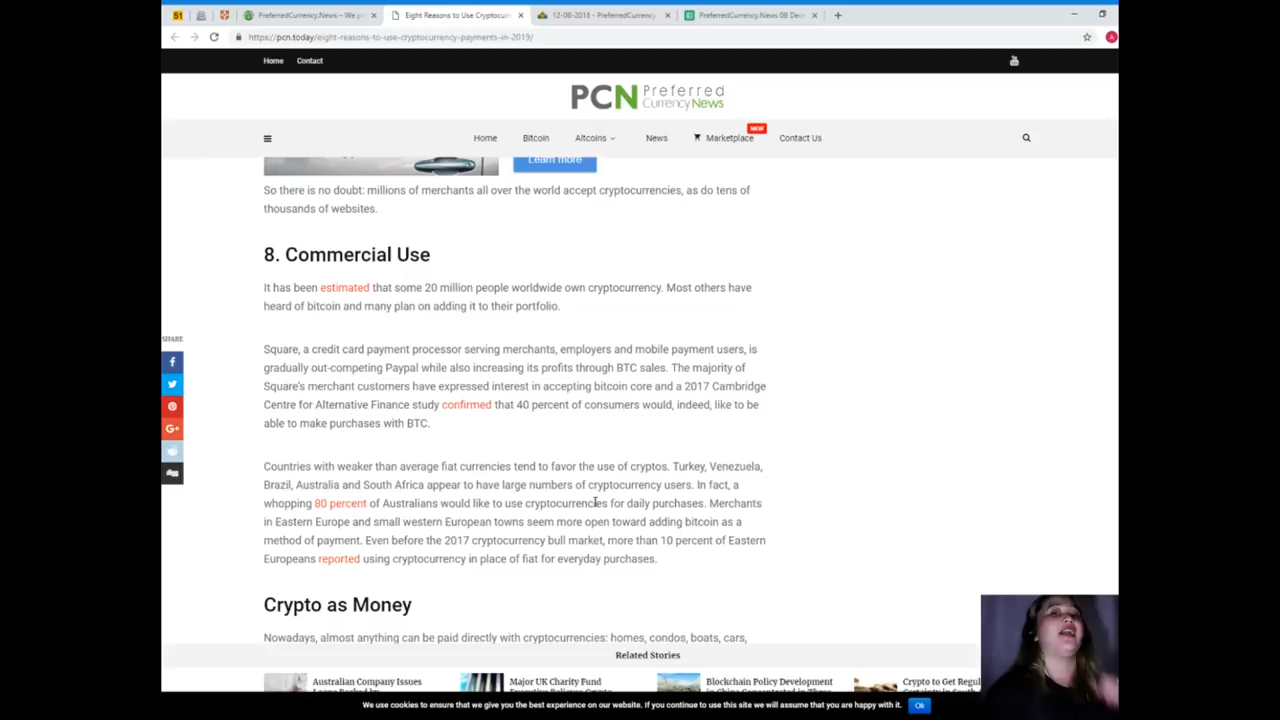 51
PreferredCurrency.News – We pr
Eight Reasons to Use Cryptocurr
12-08-2018 - PreferredCurrency
PreferredCurrency.News 08 Dec
https://pcn.today/eight-reasons-to-use-cryptocurrency-payments-in-2019/
Home Contact
PCN Preferred
Currency News
Home Bitcoin Altcoins News Marketplace NEW Contact Us
Learn more
So there is no doubt: millions of merchants all over the world accept cryptocurrencies, as do tens of
thousands of websites.
8. Commercial Use
It has been estimated that some 20 million people worldwide own cryptocurrency. Most others have
heard of bitcoin and many plan on adding it to their portfolio.
SHARE
Square, a credit card payment processor serving merchants, employers and mobile payment users, is
gradually out-competing Paypal while also increasing its profits through BTC sales. The majority of
Square's merchant customers have expressed interest in accepting bitcoin core and a 2017 Cambridge
Centre for Alternative Finance study confirmed that 40 percent of consumers would, indeed, like to be
able to make purchases with BTC.
Countries with weaker than average fiat currencies tend to favor the use of cryptos. Turkey, Venezuela,
Brazil, Australia and South Africa appear to have large numbers of cryptocurrency users. In fact, a
whopping 80 percent of Australians would like to use cryptocurrencies for daily purchases. Merchants
in Eastern Europe and small western European towns seem more open toward adding bitcoin as a
method of payment. Even before the 2017 cryptocurrency bull market, more than 10 percent of Eastern
Europeans reported using cryptocurrency in place of fiat for everyday purchases.
Crypto as Money
Nowadays, almost anything can be paid directly with cryptocurrencies: homes, condos, boats, cars,
Related Stories
Australian Company Issues
Major UK Charity Fund
Blockchain Policy Development
Crypto to Get Regul
We use cookies to ensure that we give you the best experience on our website. If you continue to use this site we will assume that you are happy with it. Ok